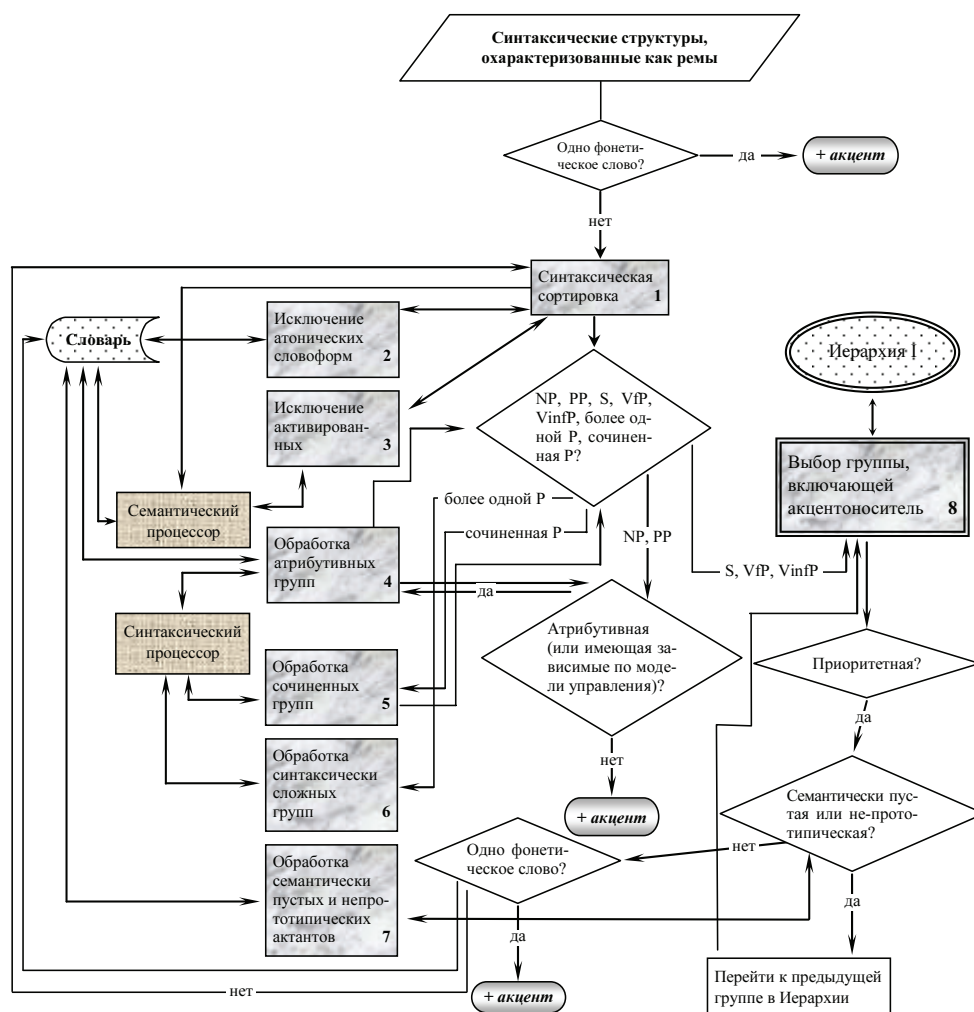 Синтаксические структуры,
охарактеризованные как ремы
Одно фонети-
ческое слово?
да
+ акцент
нет
Синтаксическая
сортировка 1
Словарь
Исключение
атонических
словоформ 2
Иерархия I
NP, PP, S, VfP,
VinfP, более од-
ной P, сочинен-
ная P?
Исключение
активирован-
ных 3
Выбор группы,
включающей
акцентоноситель 8
Семантический
процессор
более одной P
сочиненная P
NP, PP
S, VfP, VinfP
Обработка
атрибутивных
групп 4
да
Синтаксический
процессор
Атрибутивная
(или имеющая за-
висимые по моде-
ли управления)?
Приоритетная?
Обработка
сочиненных
групп 5
да
нет
Обработка
синтаксически
сложных
групп 6
+ акцент
Семантически пус-
тая или не-прото-
типическая?
нет
Одно фонети-
ческое слово?
Обработка
семантически
пустых и непро-
тотипических
актантов 7
да
да
нет
+ акцент
Перейти к предыдущей
группе в Иерархии